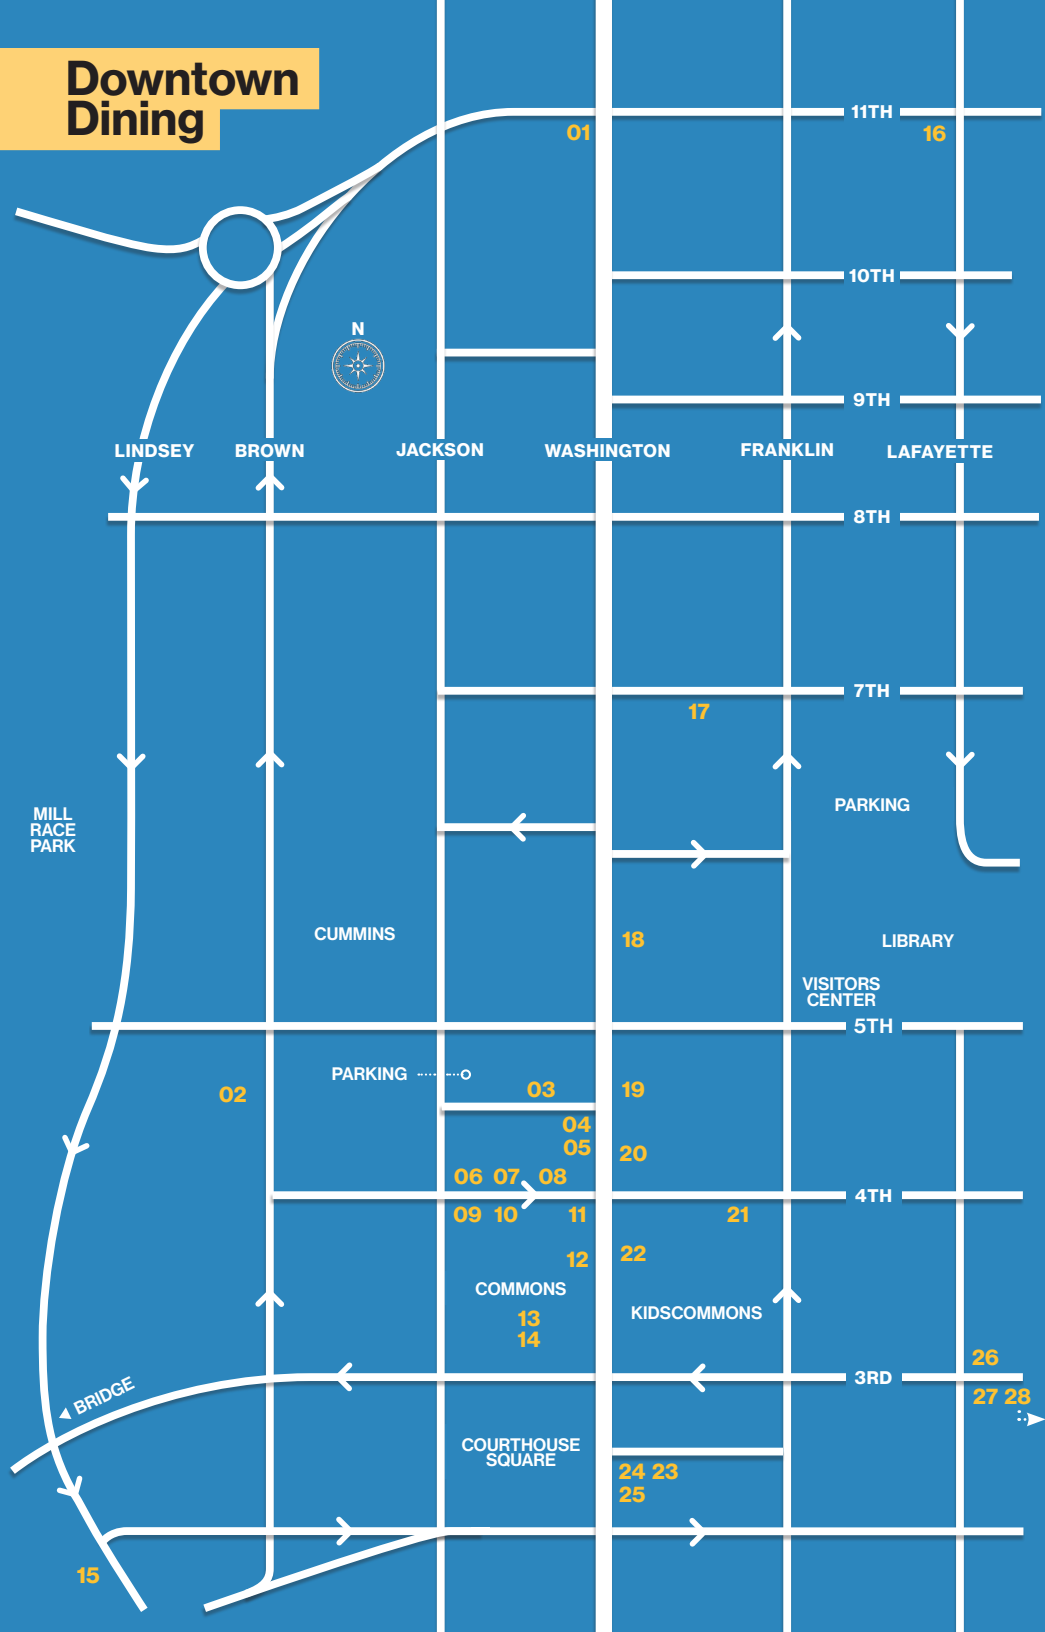 Downtown
Dining
11TH
01
16
10TH
N
9TH
LINDSEY
BROWN
JACKSON
WASHINGTON
FRANKLIN
LAFAYETTE
8TH
7TH
17
PARKING
MILL
RACE
PARK
CUMMINS
18
LIBRARY
VISITORS
CENTER
5TH
PARKING
02
03
19
04
05
20
06 07 08
4TH
09 10 11
21
12
22
COMMONS
13
14
KIDSCOMMONS
26
3RD
27 28
BRIDGE
COURTHOUSE
SQUARE
24 23
25
15